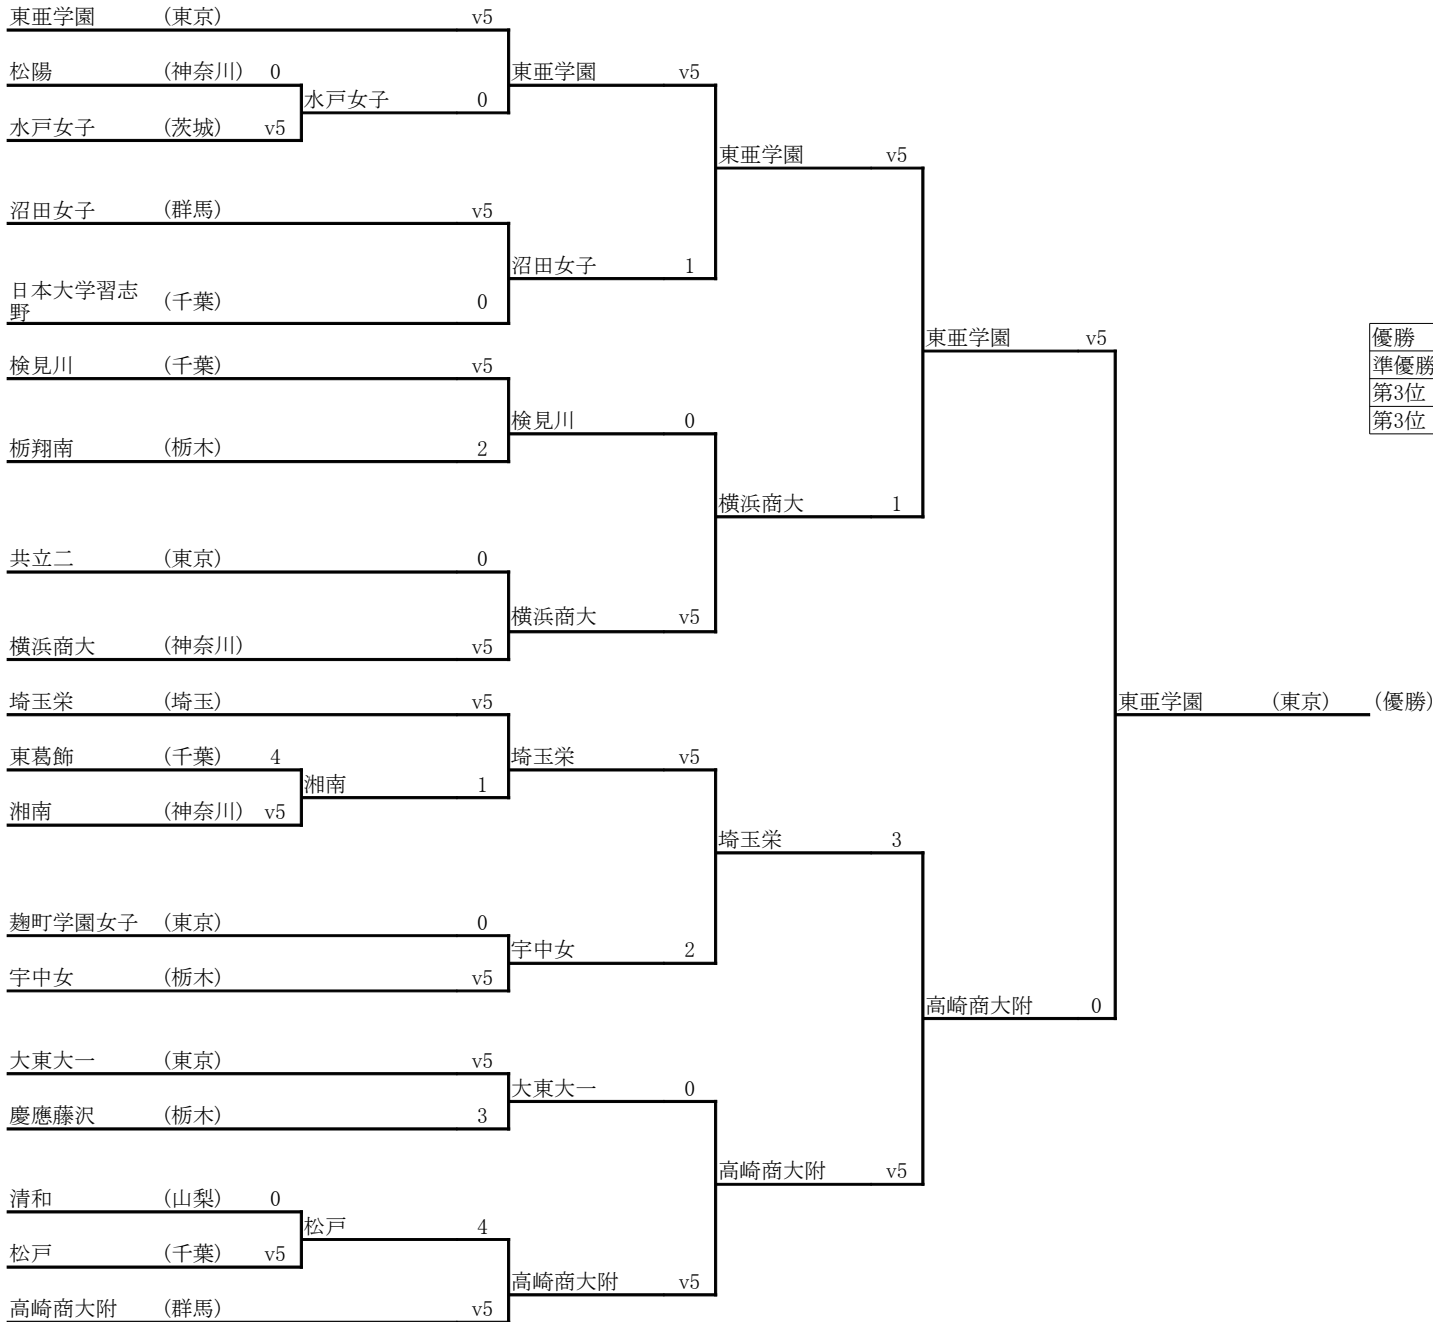 東亜学園 (東京) v5
松陽 (神奈川) 0
東亜学園 v5
水戸女子 0
水戸女子 (茨城) v5
東亜学園 v5
沼田女子 (群馬) v5
沼田女子 1
日本大学習志
野
(千葉) 0
東亜学園 v5
優勝
準優勝
第3位
第3位
検見川 (千葉) v5
検見川 0
栃翔南 (栃木) 2
横浜商大 1
共立二 (東京) 0
横浜商大 v5
横浜商大 (神奈川) v5
埼玉栄 (埼玉) v5
東亜学園 (東京) (優勝)
東葛飾 (千葉) 4
埼玉栄 v5
湘南 1
湘南 (神奈川) v5
埼玉栄 3
麹町学園女子 (東京) 0
宇中女 2
宇中女 (栃木) v5
高崎商大附 0
大東大一 (東京) v5
大東大一 0
慶應藤沢 (栃木) 3
高崎商大附 v5
清和 (山梨) 0
松戸 4
松戸 (千葉) v5
高崎商大附 v5
高崎商大附 (群馬) v5